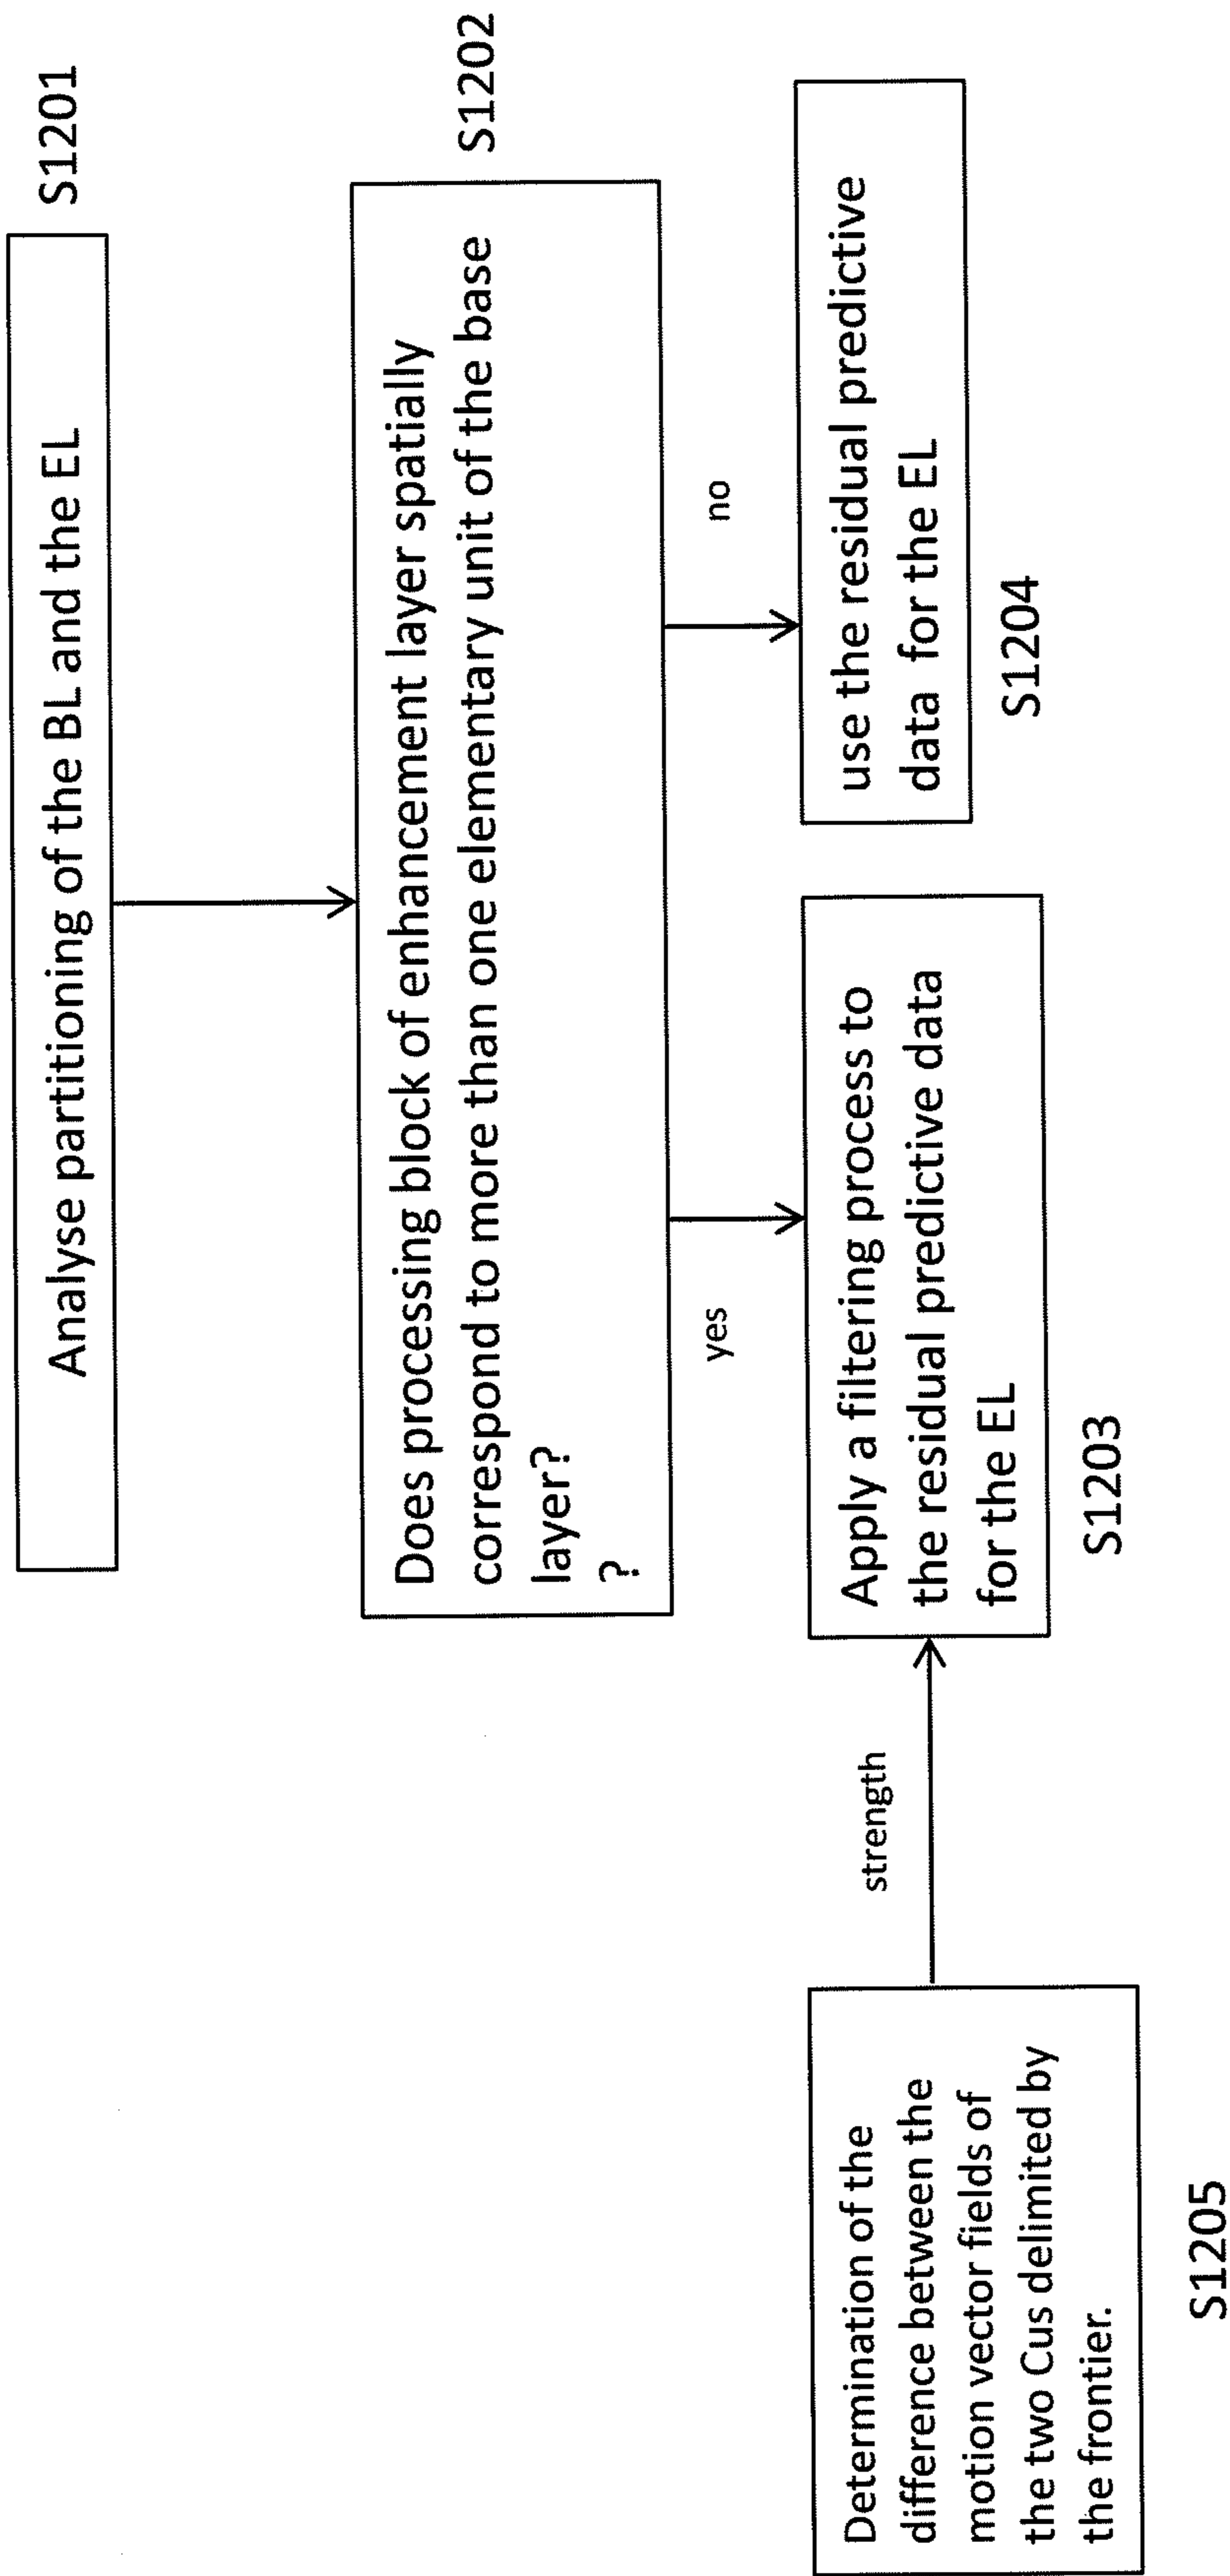 Analyse partitioning of the BL and the EL
S1201
Does processing block of enhancement layer spatially
correspond to more than one elementary unit of the base
layer?
?
S1202
yes
no
Apply a filtering process to
the residual predictive data
for the EL
S1203
use the residual predictive
data for the EL
S1204
strength
Determination of the
difference between the
motion vector fields of
the two Cus delimited by
the frontier.
S1205